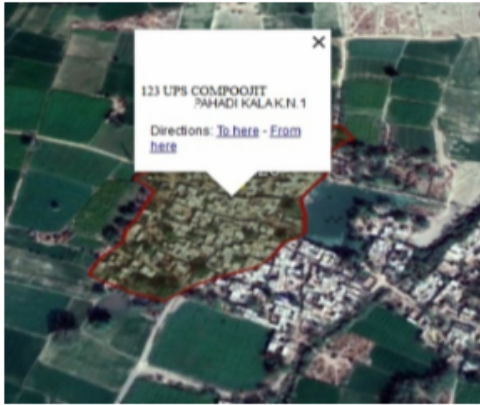 123 UPS COMPOOJIT
PAHADI KALA K.N. 1
Directions: To here - From
here